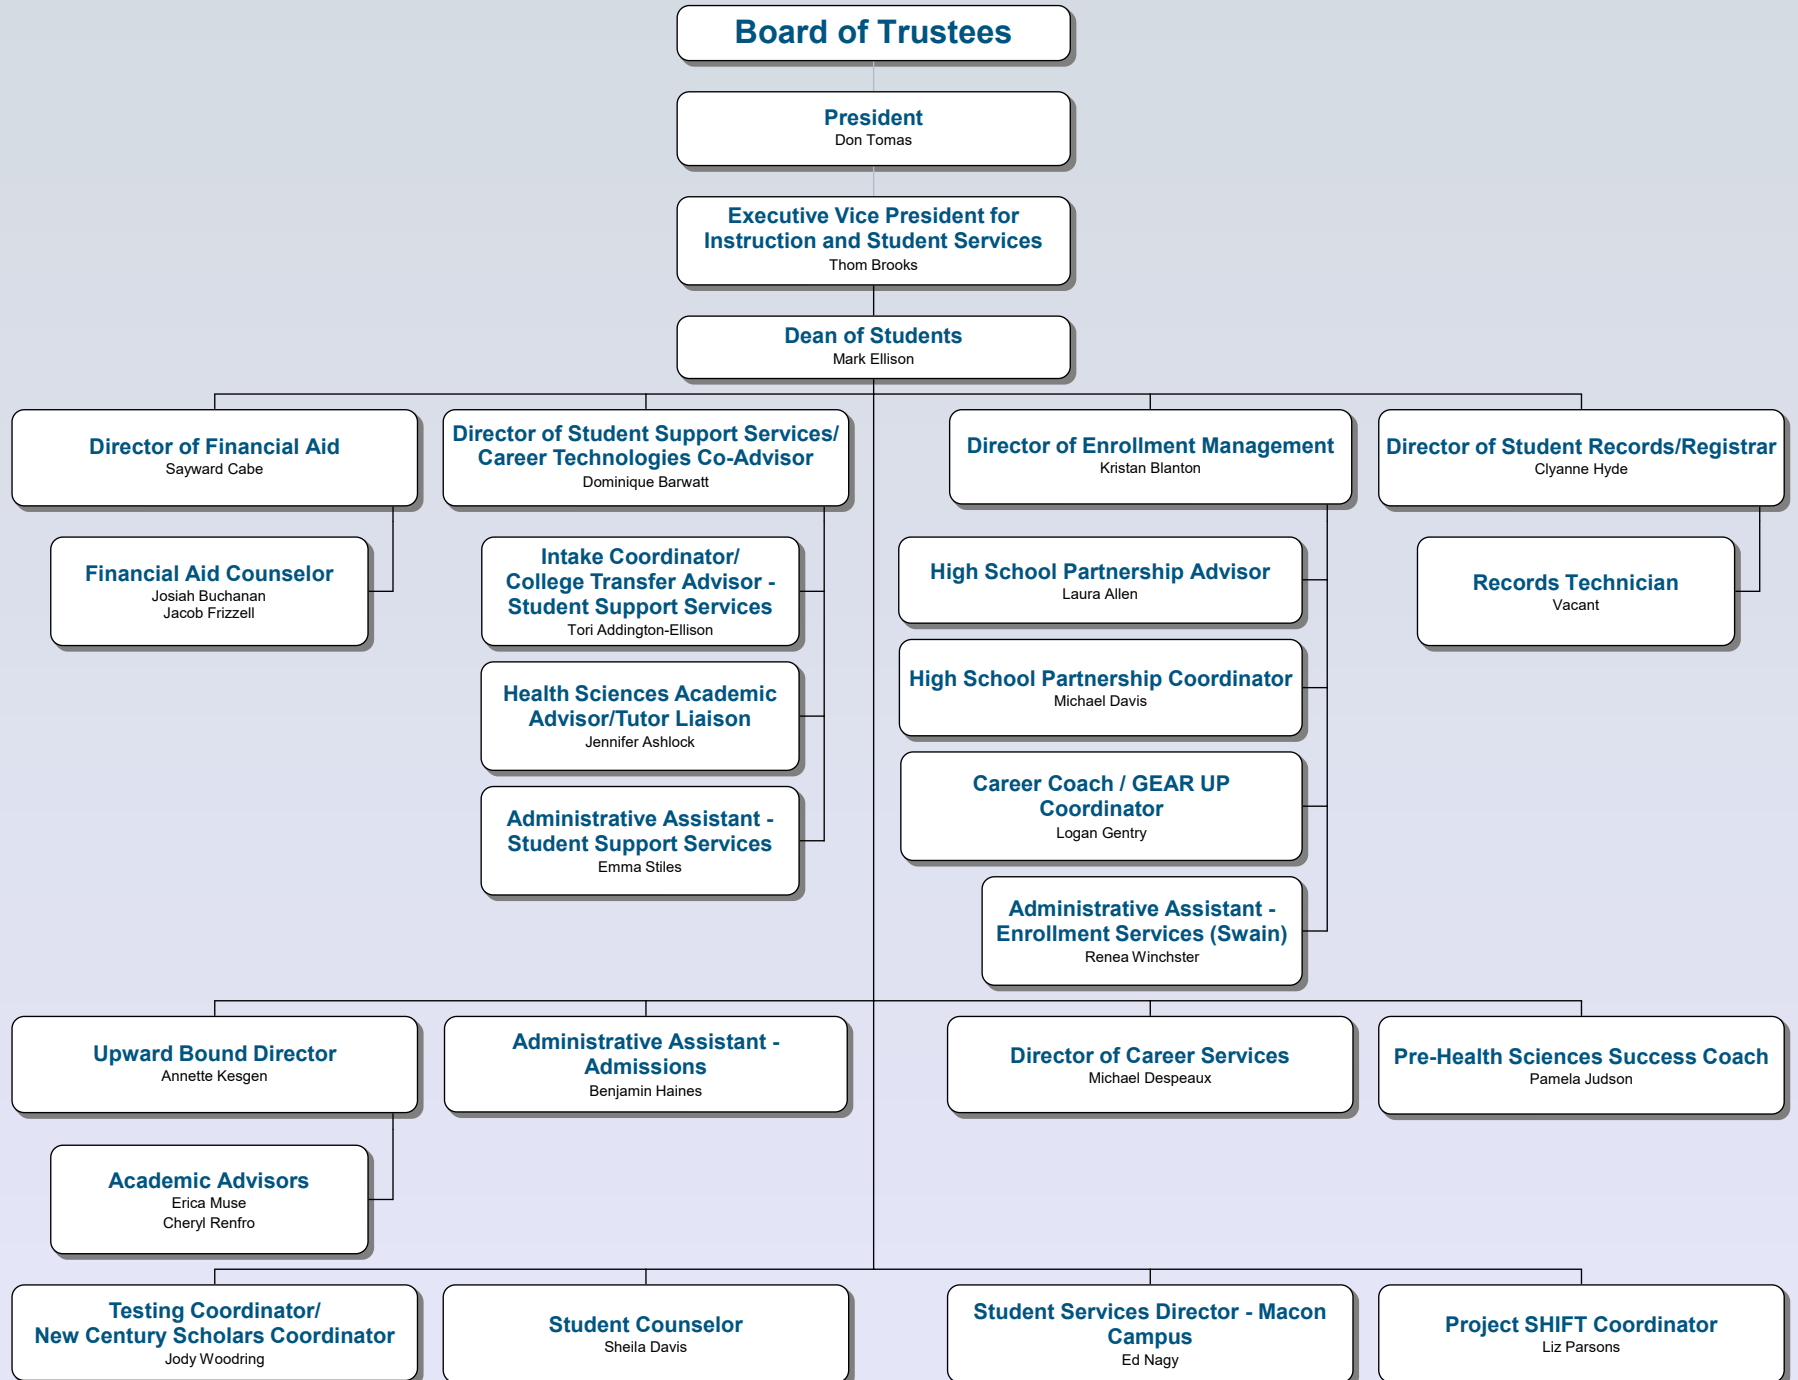 Board of Trustees
President
Don Tomas
Executive Vice President for
Instruction and Student Services
Thom Brooks
Dean of Students
Mark Ellison
Director of Financial Aid
Sayward Cabe
Director of Student Support Services/
Career Technologies Co-Advisor
Dominique Barwatt
Director of Enrollment Management
Kristan Blanton
Director of Student Records/Registrar
Clyanne Hyde
Financial Aid Counselor
Josiah Buchanan
Jacob Frizzell
Intake Coordinator/
College Transfer Advisor -
Student Support Services
Tori Addington-Ellison
Health Sciences Academic
Advisor/Tutor Liaison
Jennifer Ashlock
Administrative Assistant -
Student Support Services
Emma Stiles
High School Partnership Advisor
Laura Allen
High School Partnership Coordinator
Michael Davis
Career Coach / GEAR UP
Coordinator
Logan Gentry
Administrative Assistant -
Enrollment Services (Swain)
Renea Winchster
Records Technician
Vacant
Upward Bound Director
Annette Kesgen
Administrative Assistant -
Admissions
Benjamin Haines
Director of Career Services
Michael Despeaux
Pre-Health Sciences Success Coach
Pamela Judson
Academic Advisors
Erica Muse
Cheryl Renfro
Testing Coordinator/
New Century Scholars Coordinator
Jody Woodring
Student Counselor
Sheila Davis
Student Services Director - Macon
Campus
Ed Nagy
Project SHIFT Coordinator
Liz Parsons